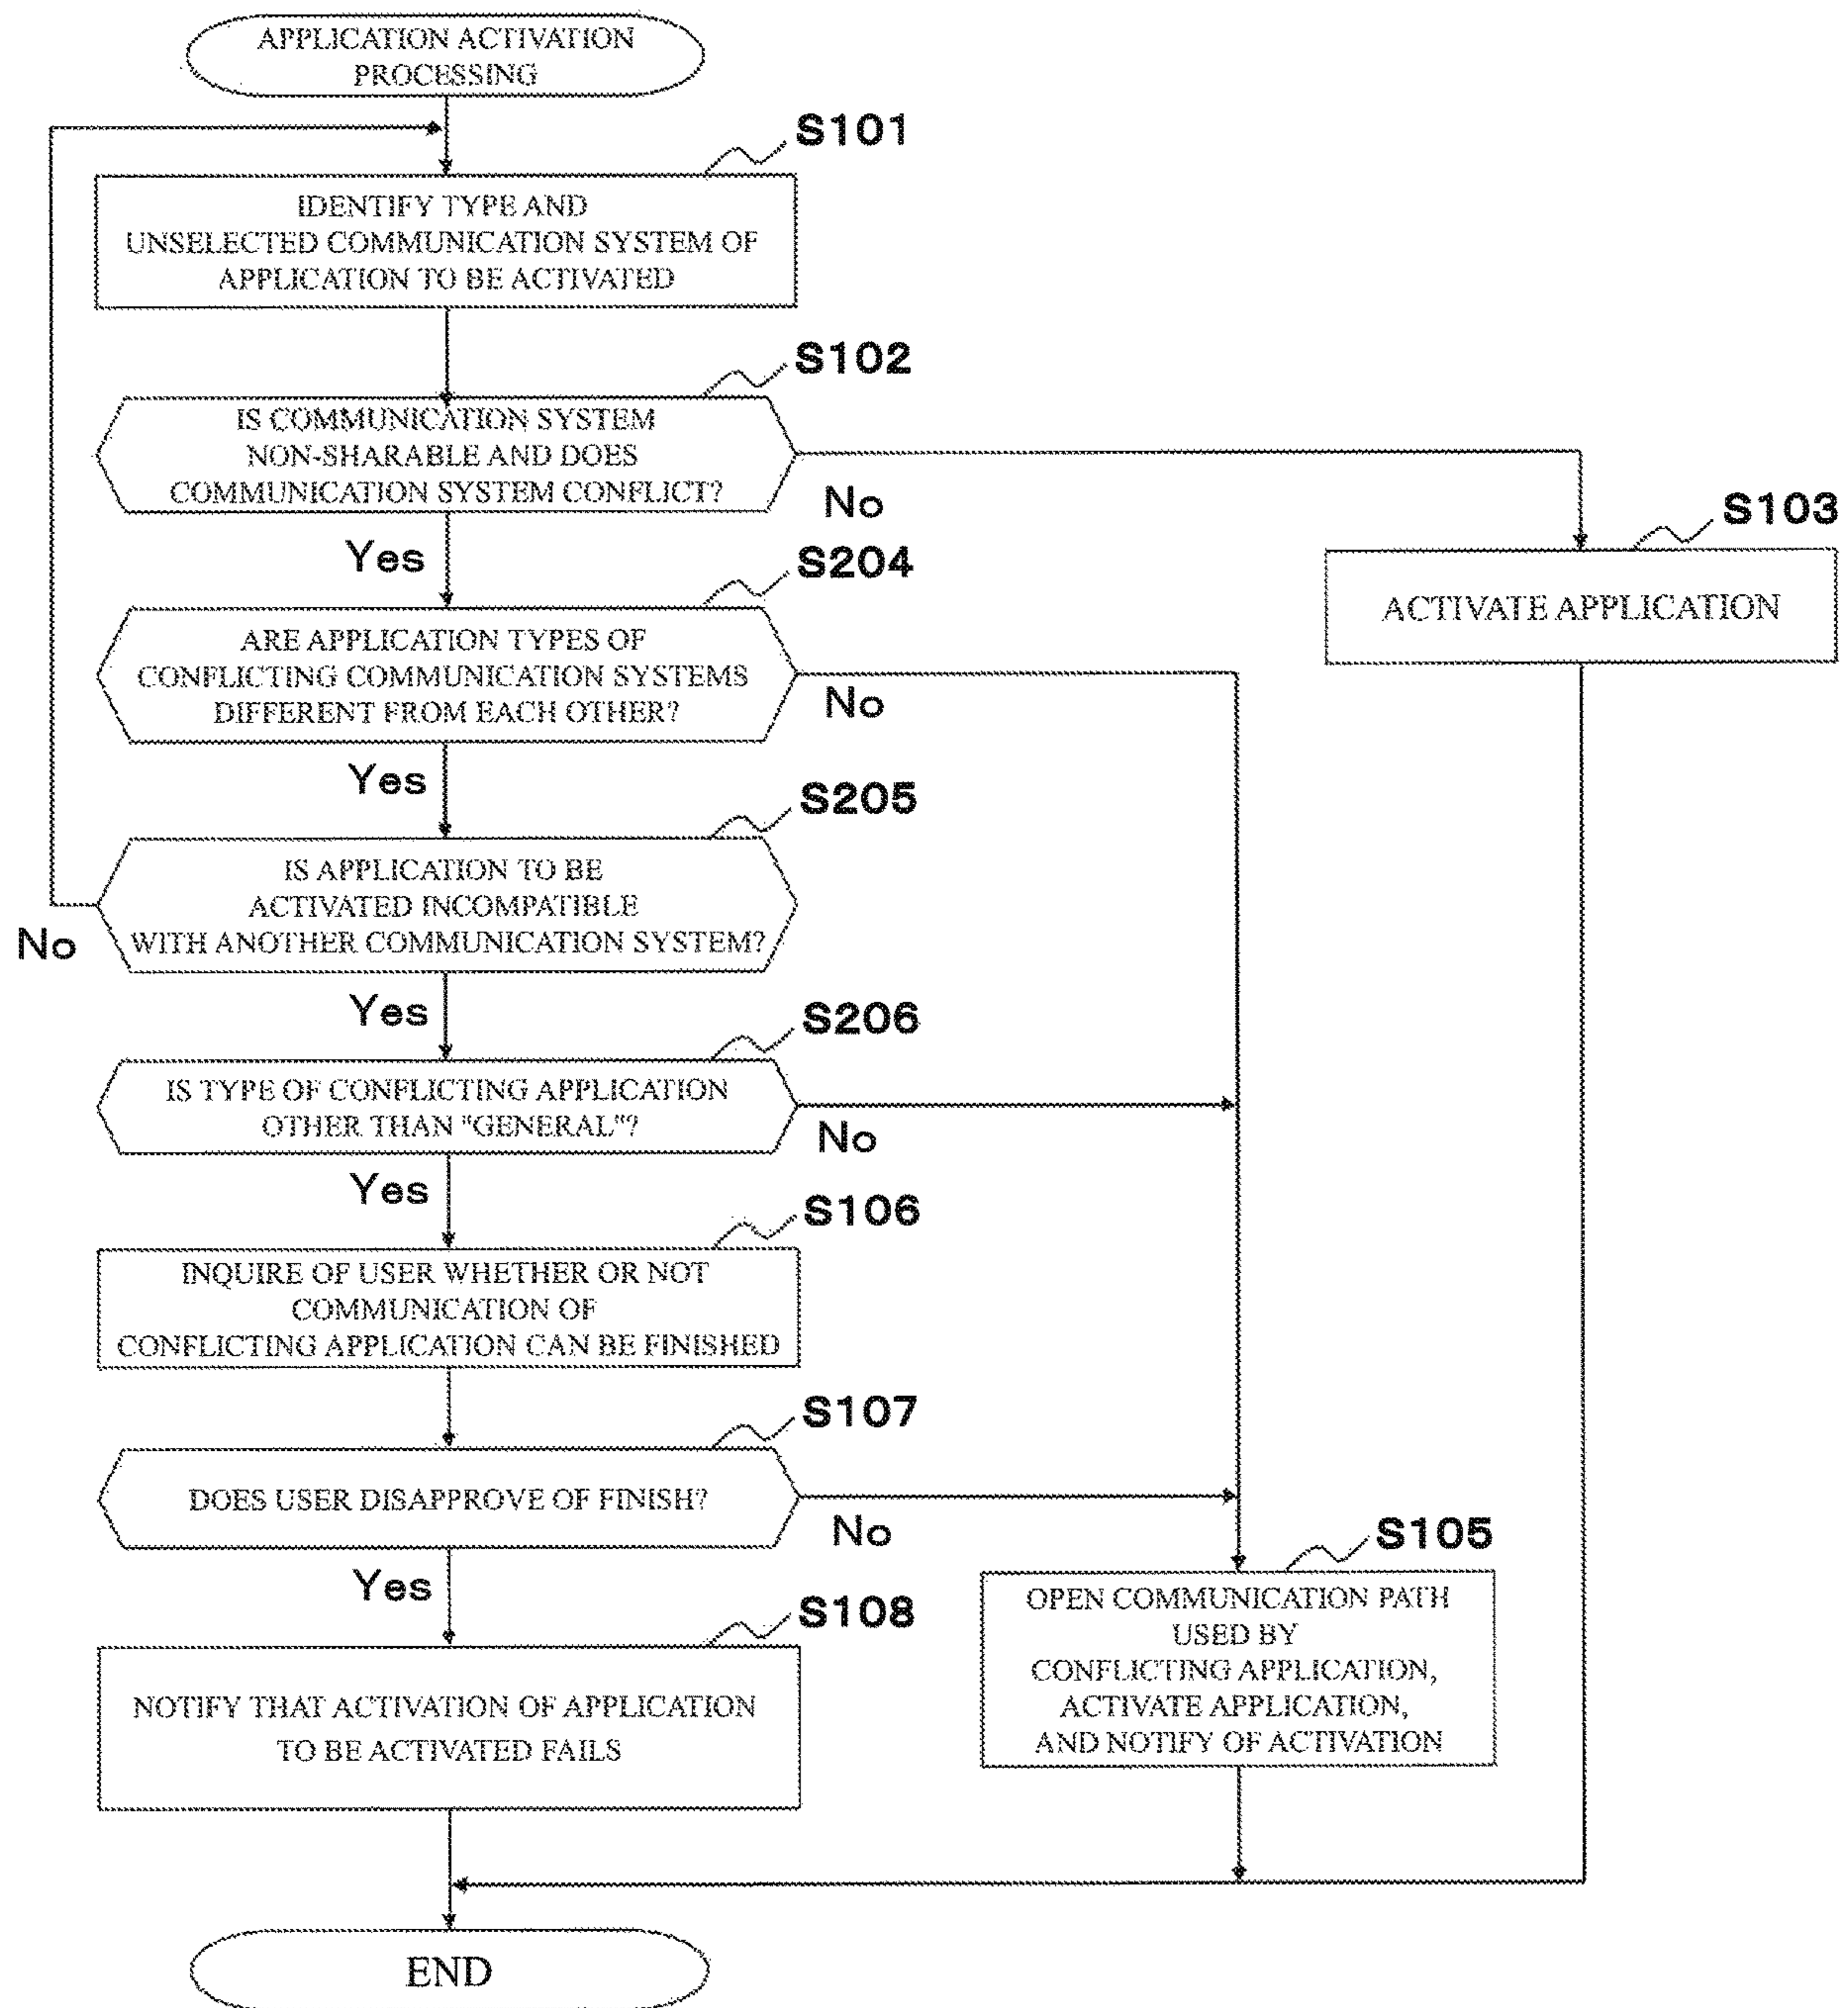 APPLICATION ACTIVATION
PROCESSING
S101
IDENTIFY TYPE AND
UNSELECTED COMMUNICATION SYSTEM OF
APPLICATION TO BE ACTIVATED
S102
IS COMMUNICATION SYSTEM
NON-SHARABLE AND DOES
COMMUNICATION SYSTEM CONFLICT?
No
Yes
S103
ACTIVATE APPLICATION
S204
ARE APPLICATION TYPES OF
CONFLICTING COMMUNICATION SYSTEMS
DIFFERENT FROM EACH OTHER?
No
Yes
S205
IS APPLICATION TO BE
ACTIVATED INCOMPATIBLE
WITH ANOTHER COMMUNICATION SYSTEM?
No
Yes
S206
IS TYPE OF CONFLICTING APPLICATION
OTHER THAN "GENERAL"?
No
Yes
S106
INQUIRE OF USER WHETHER OR NOT
COMMUNICATION OF
CONFLICTING APPLICATION CAN BE FINISHED
S107
DOES USER DISAPPROVE OF FINISH?
No
Yes
S105
OPEN COMMUNICATION PATH
USED BY
CONFLICTING APPLICATION,
ACTIVATE APPLICATION,
AND NOTIFY OF ACTIVATION
S108
NOTIFY THAT ACTIVATION OF APPLICATION
TO BE ACTIVATED FAILS
END